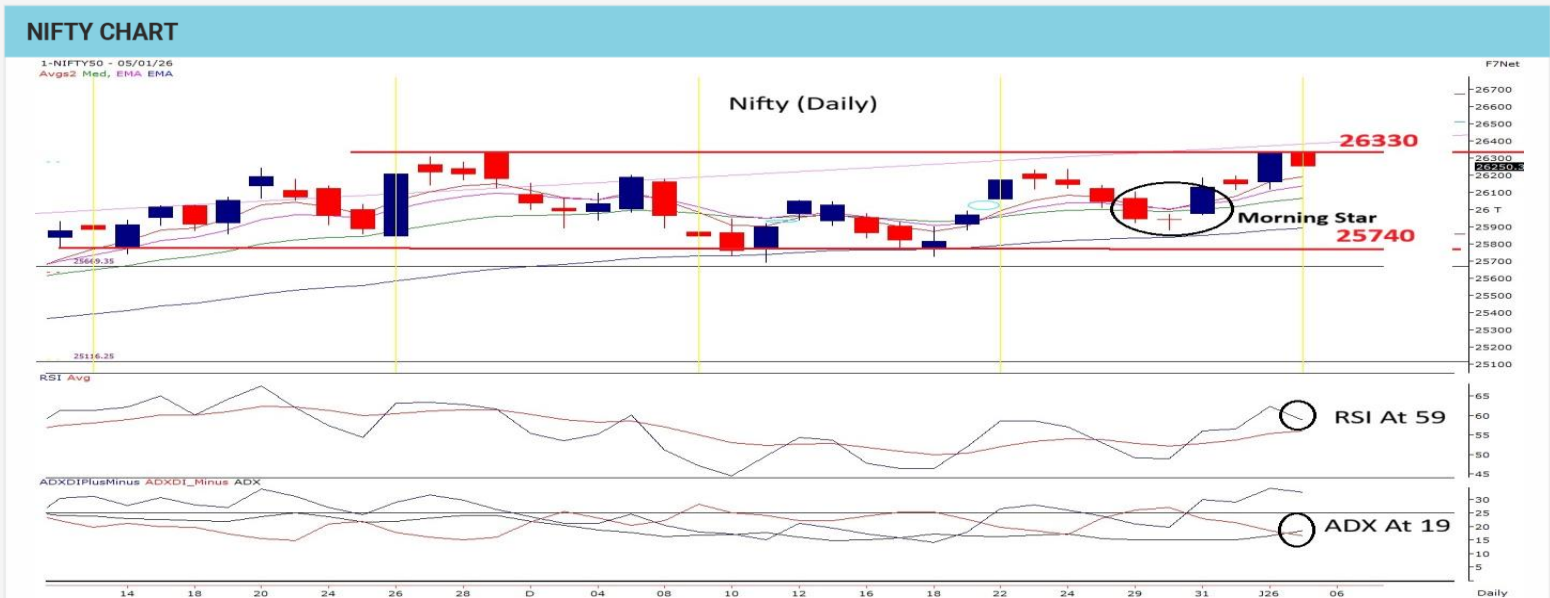 NIFTY CHART
1-NIFTY50 - 05/01/26
F7Net
Avgs2 Med, EMA EMA
Nifty (Daily)
26700
26600
26500
26400
26330
26300
26250.3
26200
26100
26 T
Morning Star
25900
25740
25800
25700
25669.35
25600
25500
25400
25300
25200
25116.25
25100
RSI Avg
65
60
RSI At 59
55
50
45
ADXDIPlusMinus ADXDI_Minus ADX
30
25
20
ADX At 19
15
10
5
14 18 20 24 26 28 D 04 08 10 12 16 18 22 24 29 31 J26 06 Daily